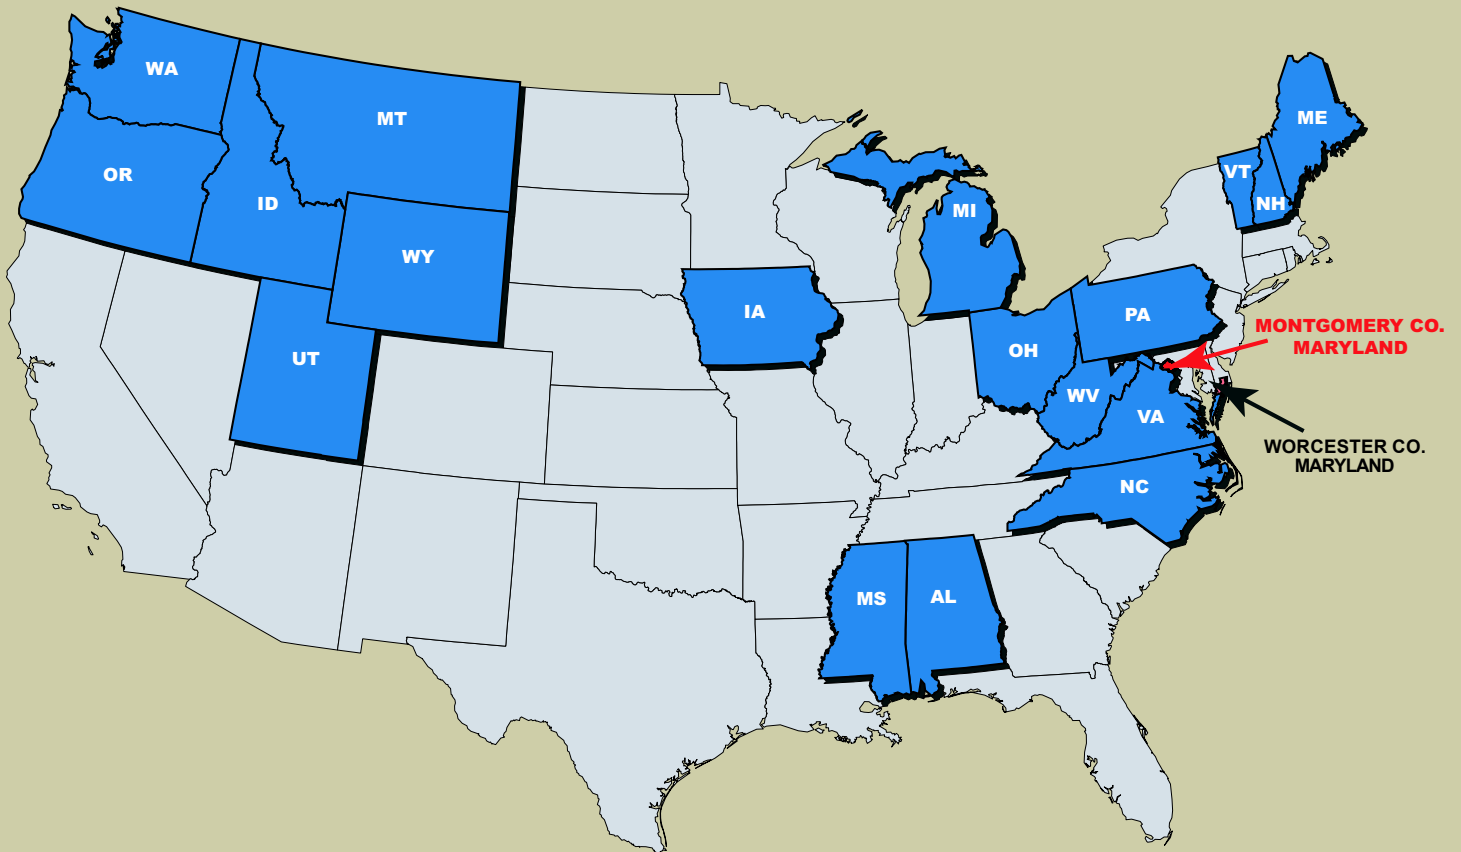 WA
MT
ME
OR
VT
ID
NH
MI
WY
IA
PA
MONTGOMERY CO.
MARYLAND
UT
OH
WV
VA
WORCESTER CO.
MARYLAND
NC
MS
AL